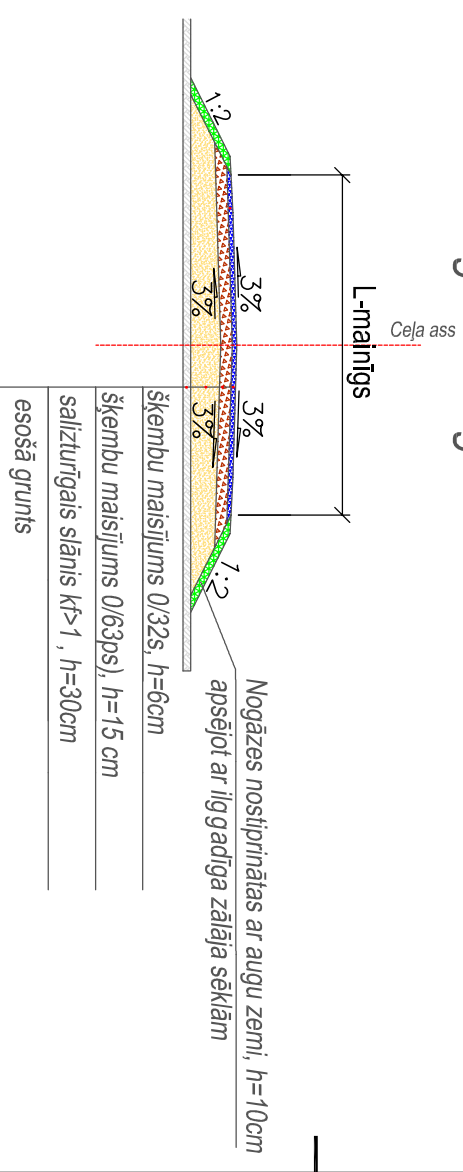 Ceļa ass
L-mainīgs
3%
3%
3%
3%
1:2
1:2
Nogāzes nostiprinātas ar augu zemi, h=10cm
apsējot ar ilggadīga zālāja sēklām
šķembu maisījums 0/32s, h=6cm
šķembu maisījums 0/63ps), h=15 cm
salizturīgais slānis kf>1 , h=30cm
esošā grunts